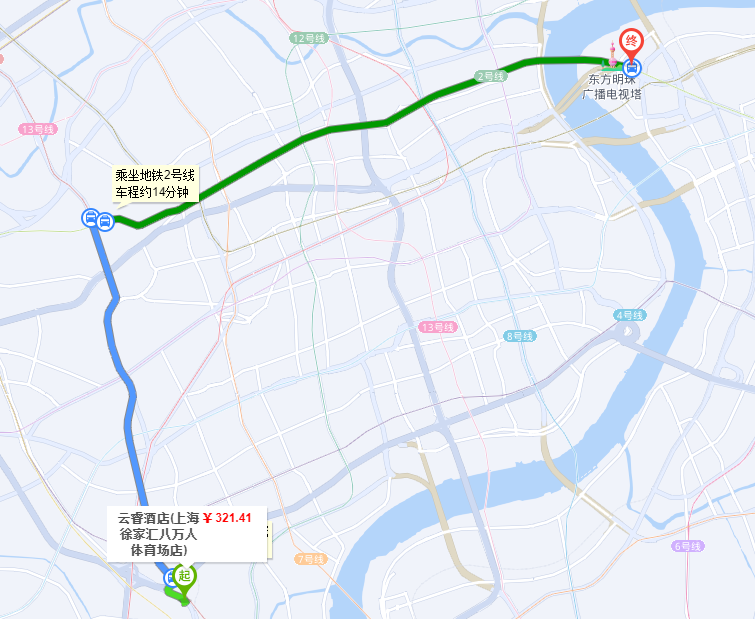 12号线
终
2号线
东方明珠
广播电视塔
13号线
乘坐地铁2号线
车程约14分钟
4号线
13号线
8号线
云睿酒店(上海 ¥321.41
徐家汇八万人
体育场店)
6号线
7号线
起